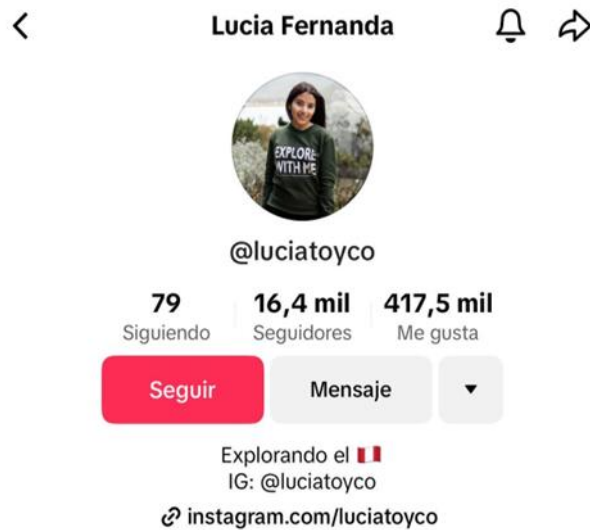 Lucia Fernanda
EXPLORE
WITH ME
@luciatoyco
79 16,4 mil 417,5 mil
Siguiendo Seguidores Me gusta
Seguir Mensaje
Explorando el 🇵🇪
IG: @luciatoyco
instagram.com/luciatoyco